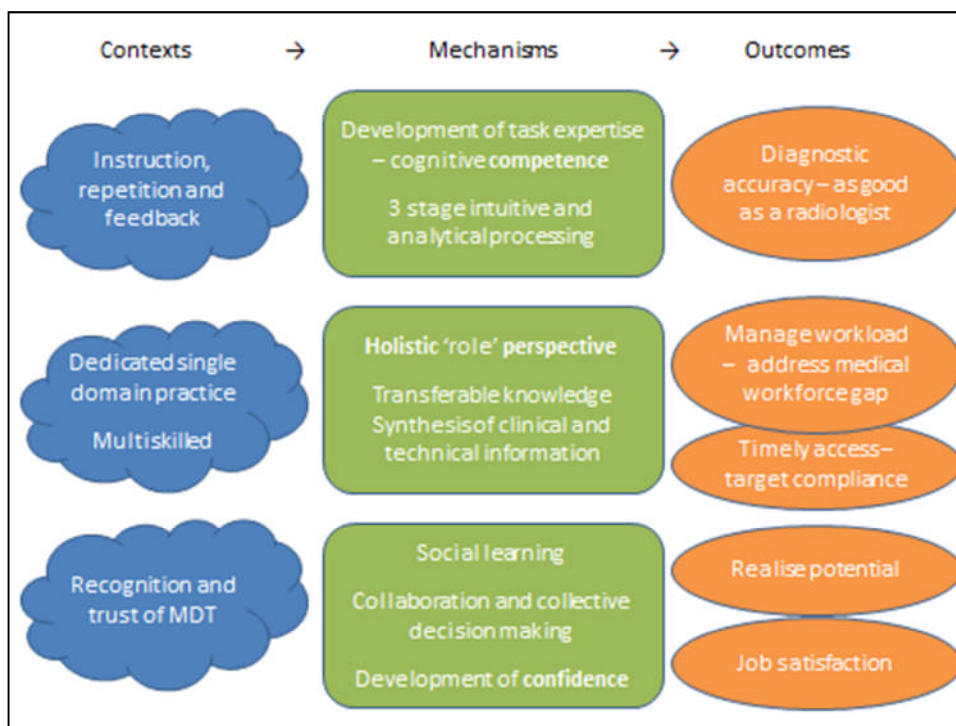 Contexts → Mechanisms → Outcomes
Instruction,
repetition and
feedback
Development of task expertise
– cognitive competence
3 stage intuitive and
analytical processing
Diagnostic
accuracy – as good
as a radiologist
Dedicated single
domain practice
Multiskilled
Holistic ‘role’ perspective
Transferable knowledge
Synthesis of clinical and
technical information
Manage workload
– address medical
workforce gap
Timely access–
target compliance
Recognition and
trust of MDT
Social learning
Collaboration and collective
decision making
Development of confidence
Realise potential
Job satisfaction